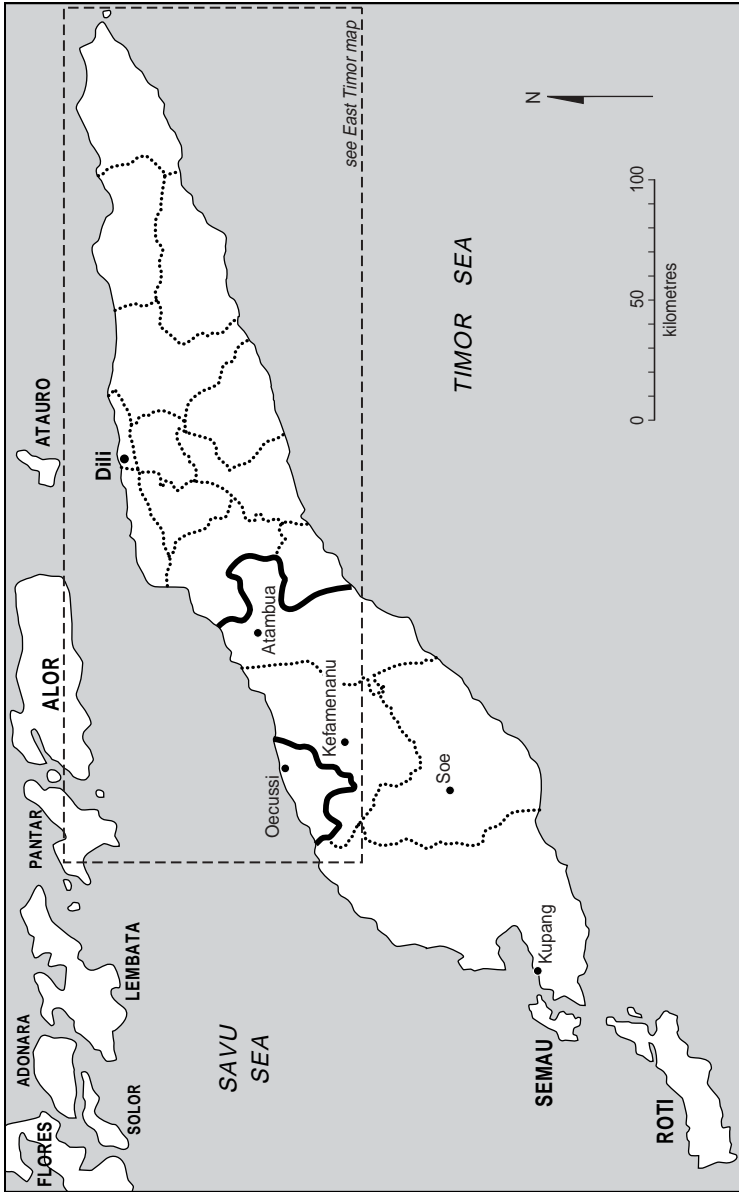 FLORES
ADONARA
SOLOR
LEMBATA
PANTAR
ALOR
ATAURO
see East Timor map
Dili
SAVU
SEA
Oecussi
Atambua
Kefamenanu
Soe
Kupang
SEMAU
ROTI
TIMOR SEA
N
0 50 100
kilometres